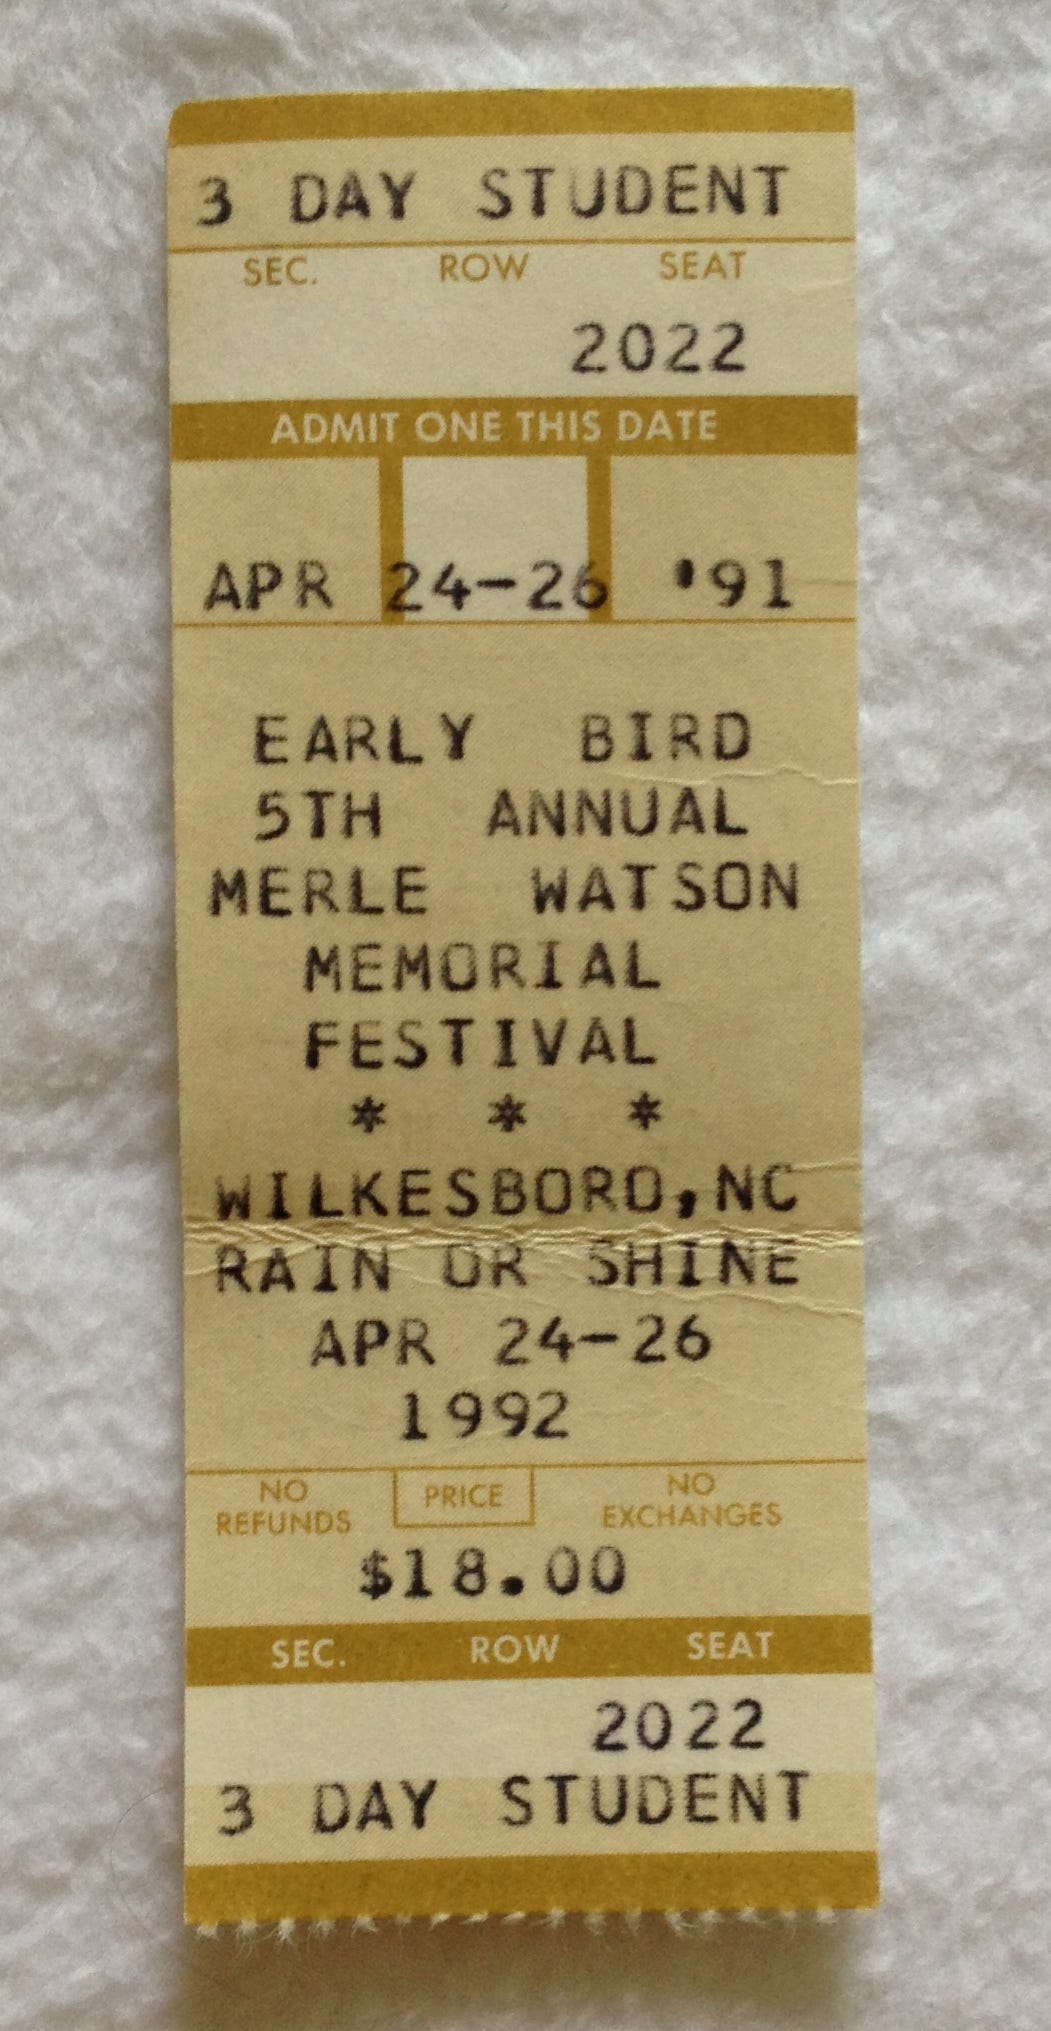 3 DAY STUDENT
SEC. ROW SEAT
2022
ADMIT ONE THIS DATE
APR 24-26 '91
EARLY BIRD
5TH ANNUAL
MERLE WATSON
MEMORIAL
FESTIVAL
* * *
WILKESBORO,NC
RAIN OR SHINE
APR 24-26
1992
NO REFUNDS PRICE NO EXCHANGES
$18.00
SEC. ROW SEAT
2022
3 DAY STUDENT